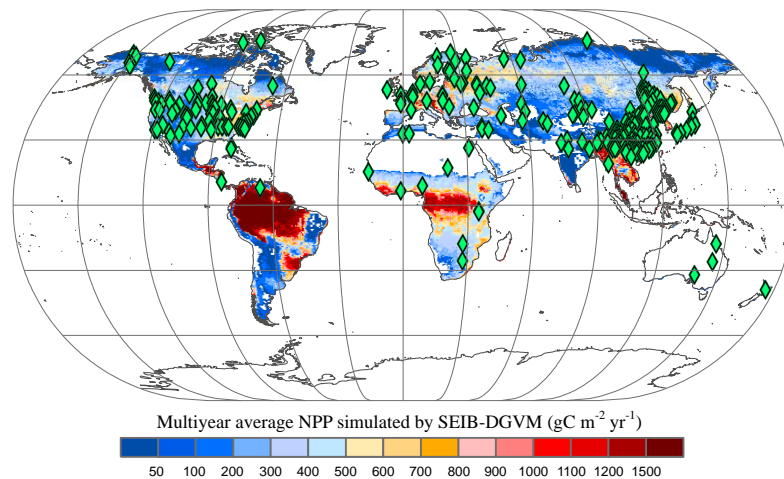 Multiyear average NPP simulated by SEIB-DGVM (gC m⁻² yr⁻¹)
50 100 200 300 400 500 600 700 800 900 1000 1100 1200 1500